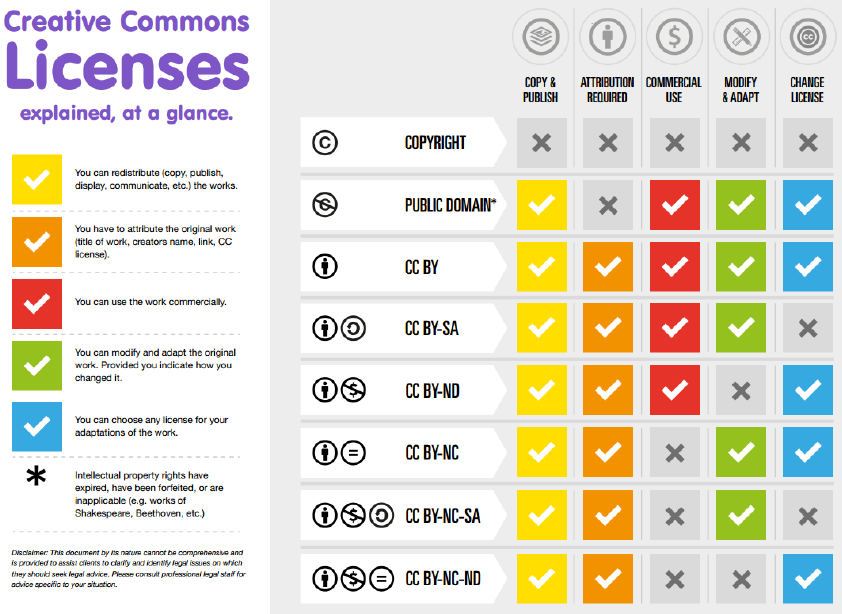 Creative Commons
Licenses
explained, at a glance.
You can redistribute (copy, publish,
display, communicate, etc.) the works.
You have to attribute the original work
(title of work, creators name, link, CC
license).
You can use the work commercially.
You can modify and adapt the original
work. Provided you indicate how you
changed it.
You can choose any license for your
adaptations of the work.
*
Intellectual property rights have
expired, have been forfeited, or are
inapplicable (e.g. works of
Shakespeare, Beethoven, etc.)
Disclaimer: This document by its nature cannot be comprehensive and
is provided to assist clients to clarify and identify legal issues on which
they should seek legal advice. Please consult professional legal staff for
advice specific to your situation.
$
CC
COPY &
PUBLISH
ATTRIBUTION
REQUIRED
COMMERCIAL
USE
MODIFY
& ADAPT
CHANGE
LICENSE
C COPYRIGHT
C PUBLIC DOMAIN*
CC BY
CC BY-SA
$ CC BY-ND
= CC BY-NC
$ CC BY-NC-SA
$ = CC BY-NC-ND